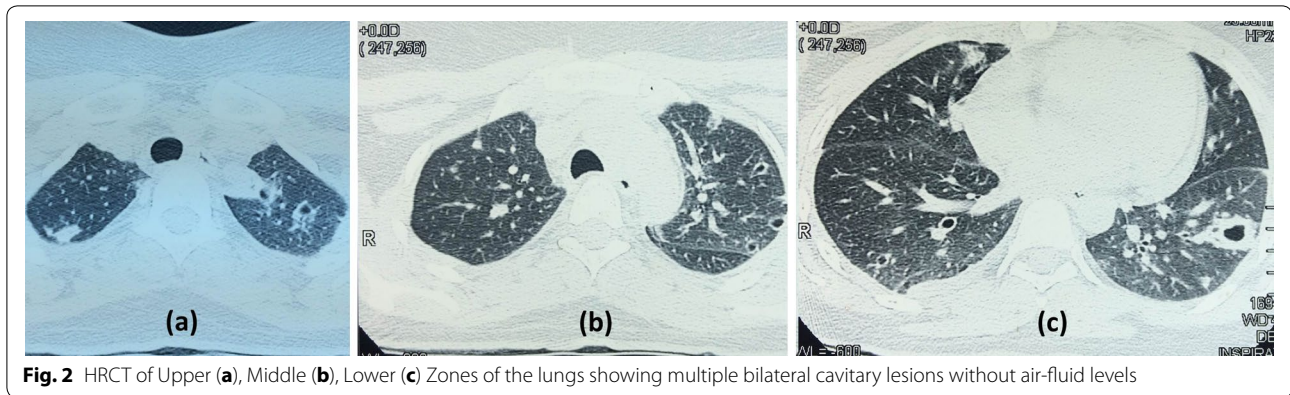 (a)
+0.0D
(247,256)
R
(b)
+0.0D
(247,256)
R
(c)
Fig. 2 HRCT of Upper (a), Middle (b), Lower (c) Zones of the lungs showing multiple bilateral cavitary lesions without air-fluid levels